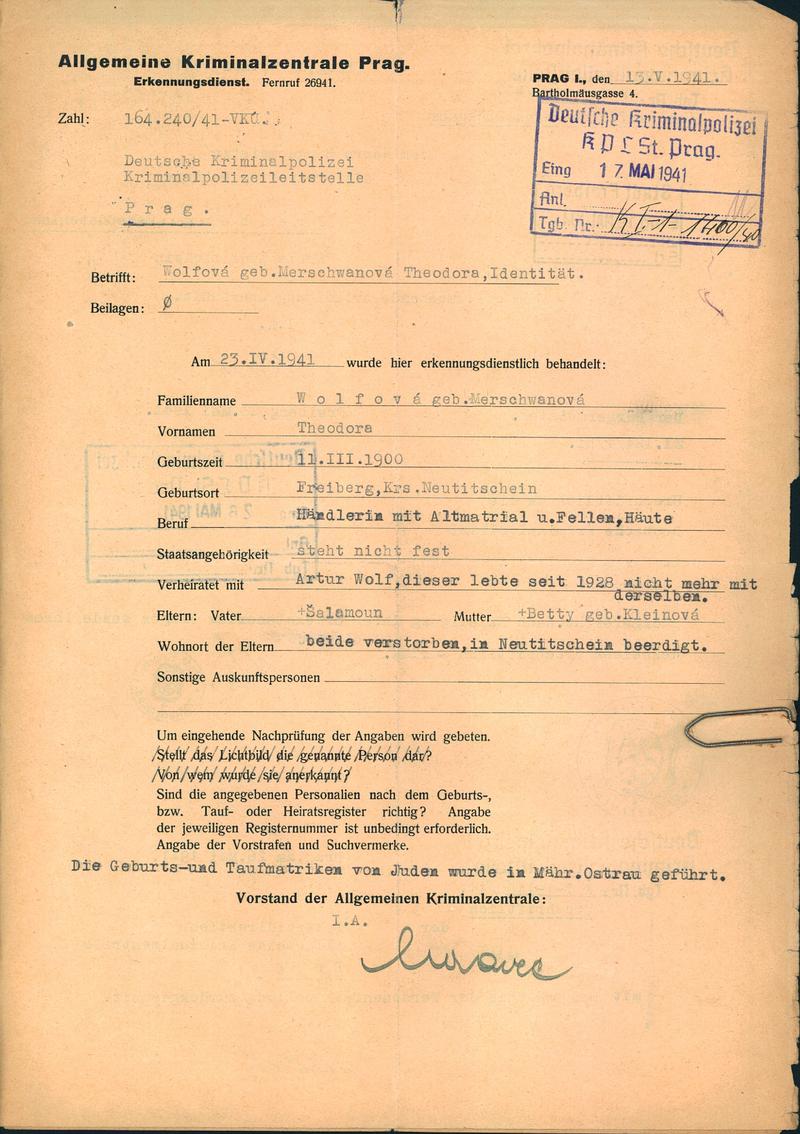 Allgemeine Kriminalzentrale Prag.
Erkennungsdienst. Fernruf 26941.
PRAG I., den 13.V.1941.
Bartholmäusgasse 4.
Zahl: 164.240/41-VKÚ.
Deutsche Kriminalpolizei
K P L St. Prag.
Eing 17. MAI 1941
Anl.
Tgb. Nr.: K I-1-1400/40
Deutsche Kriminalpolizei
Kriminalpolizeileitstelle
P r a g .
Betrifft: Wolfová geb.Merschwanová Theodora,Identität.
Beilagen: Ø
Am 23.IV.1941 wurde hier erkennungsdienstlich behandelt:
Familienname W o l f o v á geb.Merschwanová
Vornamen Theodora
Geburtszeit 11.III.1900
Geburtsort Freiberg,Krs.Neutitschein
Beruf Händlerin mit Altmatrial u.Fellen,Häute
Staatsangehörigkeit steht nicht fest
Verheiratet mit Artur Wolf,dieser lebte seit 1928 nicht mehr mit
derselben.
Eltern: Vater +Šalamoun Mutter +Betty geb.Kleinová
Wohnort der Eltern beide verstorben,in Neutitschein beerdigt.
Sonstige Auskunftspersonen
Um eingehende Nachprüfung der Angaben wird gebeten.
Stellt das Lichtbild die genannte Person dar?
Von wem wurde sie anerkannt?
Sind die angegebenen Personalien nach dem Geburts-,
bzw. Tauf- oder Heiratsregister richtig? Angabe
der jeweiligen Registernummer ist unbedingt erforderlich.
Angabe der Vorstrafen und Suchvermerke.
Die Geburts-und Taufmatriken von Juden wurde in Mähr.Ostrau geführt.
Vorstand der Allgemeinen Kriminalzentrale:
I.A.